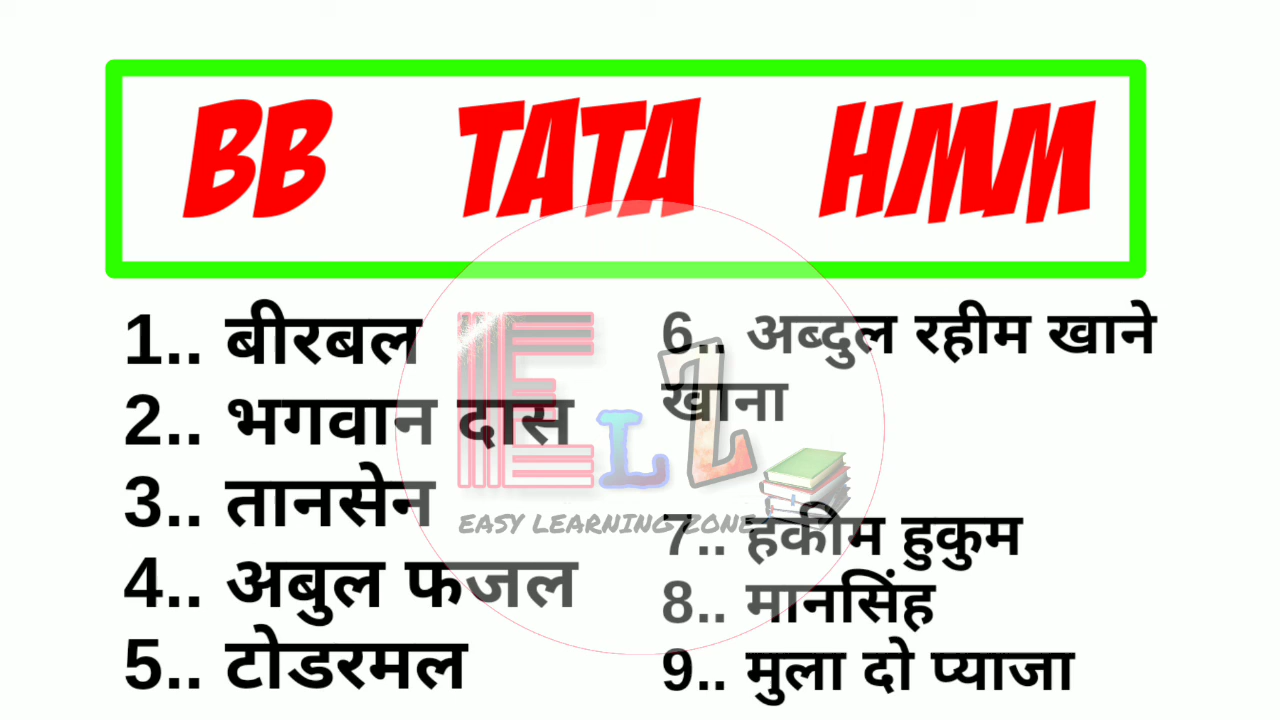 BB TATA HMM
1.. बीरबल
2.. भगवान दास
3.. तानसेन
4.. अबुल फजल
5.. टोडरमल
6.. अब्दुल रहीम खाने
खाना
7.. हकीम हुकुम
8.. मानसिंह
9.. मुला दो प्याजा
ELZ
EASY LEARNING ZONE